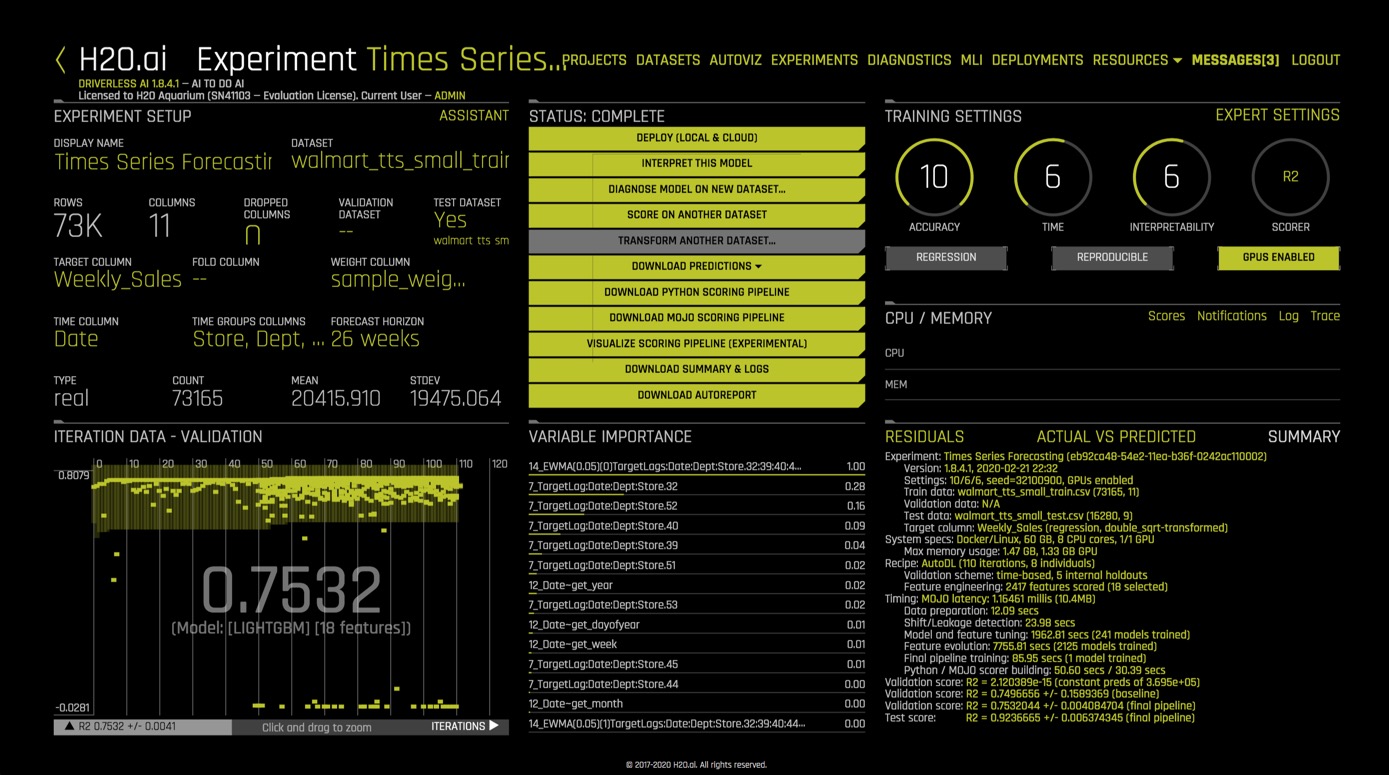 H2O.ai Experiment Times Series...
PROJECTS DATASETS AUTOVIZ EXPERIMENTS DIAGNOSTICS MLI DEPLOYMENTS RESOURCES MESSAGES[3] LOGOUT
DRIVERLESS AI 1.8.4.1 – AI TO DO AI
Licensed to H2O Aquarium (SN41103 – Evaluation License). Current User – ADMIN
EXPERIMENT SETUP ASSISTANT
DISPLAY NAME DATASET
Times Series Forecastin walmart_tts_small_train
ROWS COLUMNS DROPPED COLUMNS VALIDATION DATASET TEST DATASET
73K 11 -- Yes
walmart tts sm
TARGET COLUMN FOLD COLUMN WEIGHT COLUMN
Weekly_Sales -- sample_weig...
TIME COLUMN TIME GROUPS COLUMNS FORECAST HORIZON
Date Store, Dept, ... 26 weeks
TYPE COUNT MEAN STDEV
real 73165 20415.910 19475.064
STATUS: COMPLETE
DEPLOY (LOCAL & CLOUD)
INTERPRET THIS MODEL
DIAGNOSE MODEL ON NEW DATASET...
SCORE ON ANOTHER DATASET
TRANSFORM ANOTHER DATASET...
DOWNLOAD PREDICTIONS
DOWNLOAD PYTHON SCORING PIPELINE
DOWNLOAD MOJO SCORING PIPELINE
VISUALIZE SCORING PIPELINE (EXPERIMENTAL)
DOWNLOAD SUMMARY & LOGS
DOWNLOAD AUTOREPORT
TRAINING SETTINGS EXPERT SETTINGS
10 6 6 R2
ACCURACY TIME INTERPRETABILITY SCORER
REGRESSION REPRODUCIBLE GPUS ENABLED
CPU / MEMORY Scores Notifications Log Trace
CPU
MEM
ITERATION DATA - VALIDATION
0 10 20 30 40 50 60 70 80 90 100 110 120
0.8079
0.7532
(Model: [LIGHTGBM] [18 features])
-0.0281
R2 0.7532 +/- 0.0041 Click and drag to zoom ITERATIONS
VARIABLE IMPORTANCE
14_EWMA(0.05)(0)TargetLags:Date:Dept:Store.32:39:40:4... 1.00
7_TargetLag:Date:Dept:Store.32 0.28
7_TargetLag:Date:Dept:Store.52 0.16
7_TargetLag:Date:Dept:Store.40 0.09
7_TargetLag:Date:Dept:Store.39 0.04
7_TargetLag:Date:Dept:Store.51 0.02
12_Date~get_year 0.02
7_TargetLag:Date:Dept:Store.53 0.02
12_Date~get_dayofyear 0.01
12_Date~get_week 0.01
7_TargetLag:Date:Dept:Store.45 0.01
7_TargetLag:Date:Dept:Store.44 0.00
12_Date~get_month 0.00
14_EWMA(0.05)(1)TargetLags:Date:Dept:Store.32:39:40:44... 0.00
RESIDUALS ACTUAL VS PREDICTED SUMMARY
Experiment: Times Series Forecasting (eb92ca48-54e2-11ea-b36f-0242ac110002)
Version: 1.8.4.1, 2020-02-21 22:32
Settings: 10/6/6, seed=32100900, GPUs enabled
Train data: walmart_tts_small_train.csv (73165, 11)
Validation data: N/A
Test data: walmart_tts_small_test.csv (16280, 9)
Target column: Weekly_Sales (regression, double_sqrt-transformed)
System specs: Docker/Linux, 60 GB, 8 CPU cores, 1/1 GPU
Max memory usage: 1.47 GB, 1.33 GB GPU
Recipe: AutoDL (110 iterations, 8 individuals)
Validation scheme: time-based, 5 internal holdouts
Feature engineering: 2417 features scored (18 selected)
Timing: MOJO latency: 1.16461 millis (10.4MB)
Data preparation: 12.09 secs
Shift/Leakage detection: 23.98 secs
Model and feature tuning: 1962.81 secs (241 models trained)
Feature evolution: 7755.81 secs (2125 models trained)
Final pipeline training: 85.95 secs (1 model trained)
Python / MOJO scorer building: 50.60 secs / 30.39 secs
Validation score: R2 = 2.120389e-15 (constant preds of 3.695e+05)
Validation score: R2 = 0.7496656 +/- 0.1589369 (baseline)
Validation score: R2 = 0.7532044 +/- 0.004084704 (final pipeline)
Test score: R2 = 0.9236665 +/- 0.006374345 (final pipeline)
© 2017-2020 H2O.ai. All rights reserved.